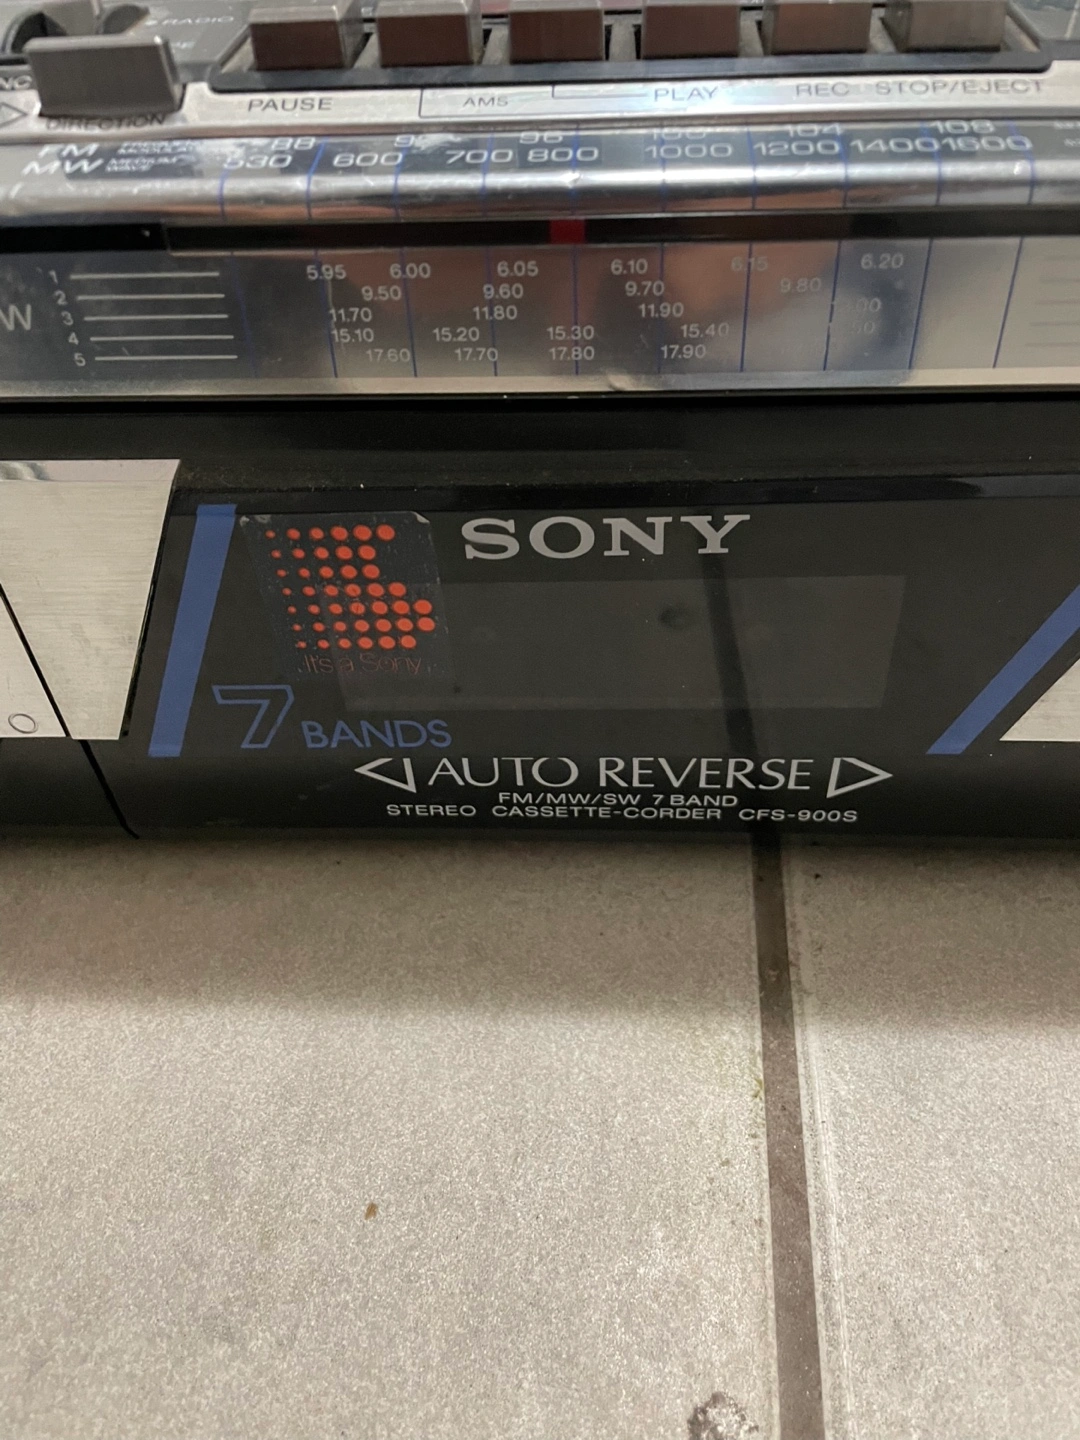 RADIO
DIRECTION
PAUSE AMS PLAY REC STOP/EJECT
FM 88 96 104 108
MW MEDIUM WAVE 530 600 700 800 1000 1200 1400 1600
1 5.95 6.00 6.05 6.10 6.15 6.20
2 9.50 9.60 9.70 9.80
W 3 11.70 11.80 11.90
4 15.10 15.20 15.30 15.40
5 17.60 17.70 17.80 17.90
SONY
It's a Sony
7 BANDS
AUTO REVERSE
FM/MW/SW 7 BAND
STEREO CASSETTE-CORDER CFS-900S